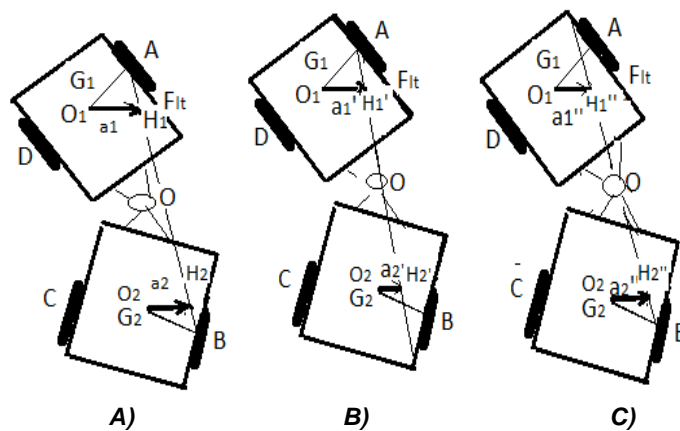 A
G1
Flt
O1
a1
H1
D
O
a2
H2
O2
G2
C
B
A)
A
G1
Flt
O1
a1'
H1'
D
O
O2
a2'
H2'
G2
C
B
B)
A
G1
Flt
O1
a1''
H1''
D
O
O2
a2''
H2''
G2
C
B
C)